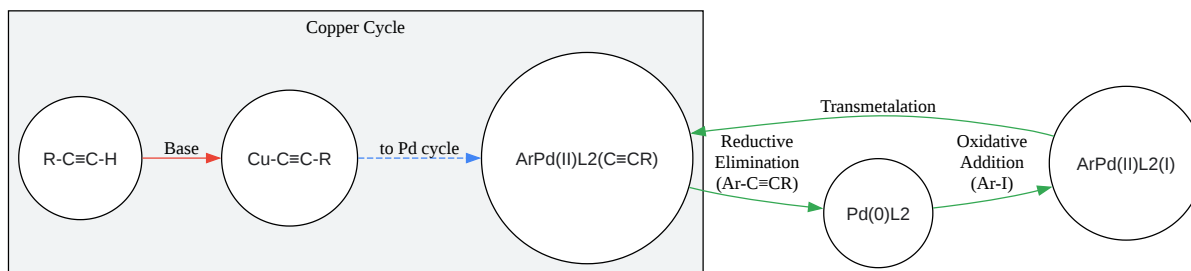 Copper Cycle
R-C≡C-H
Base
Cu-C≡C-R
to Pd cycle
ArPd(II)L2(C≡CR)
Transmetalation
Reductive
Elimination
(Ar-C≡CR)
Pd(0)L2
Oxidative
Addition
(Ar-I)
ArPd(II)L2(I)